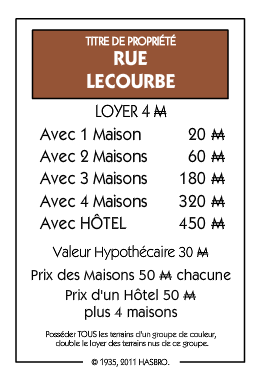 TITRE DE PROPRIÉTÉ
RUE
LECOURBE
LOYER 4 M
Avec 1 Maison 20 M
Avec 2 Maisons 60 M
Avec 3 Maisons 180 M
Avec 4 Maisons 320 M
Avec HÔTEL 450 M
Valeur Hypothécaire 30 M
Prix des Maisons 50 M chacune
Prix d'un Hôtel 50 M
plus 4 maisons
Posséder TOUS les terrains d'un groupe de couleur,
double le loyer des terrains nus de ce groupe.
© 1935, 2011 HASBRO.